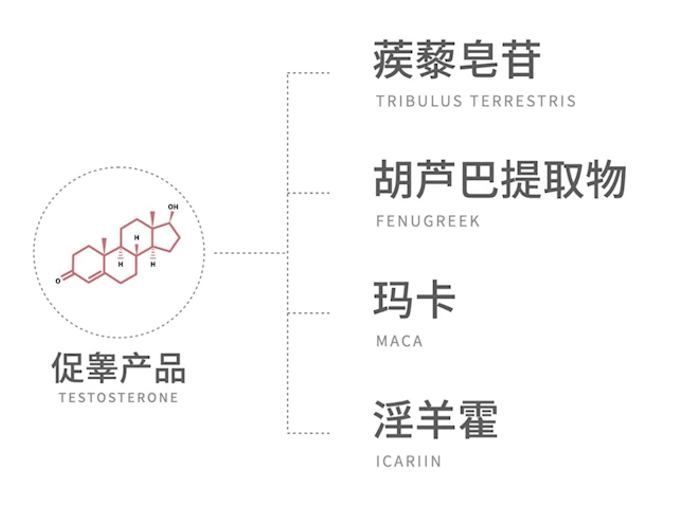 蒺藜皂苷
TRIBULUS TERRESTRIS
胡芦巴提取物
FENUGREEK
玛卡
MACA
淫羊霍
ICARIIN
OH
H
H
H
O
促睾产品
TESTOSTERONE